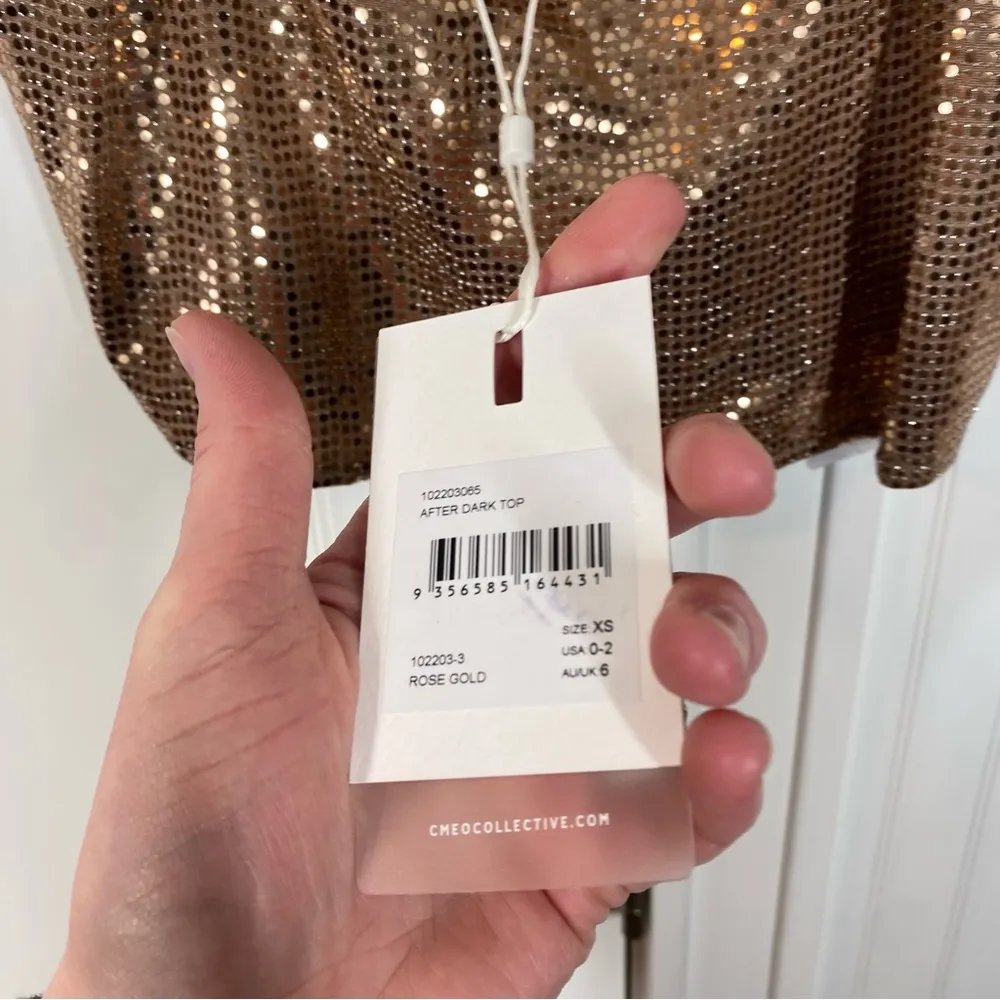 102203065
AFTER DARK TOP
9 356585 164431
SIZE: XS
USA: 0-2
AU/UK: 6
102203-3
ROSE GOLD
CMEOCOLLECTIVE.COM